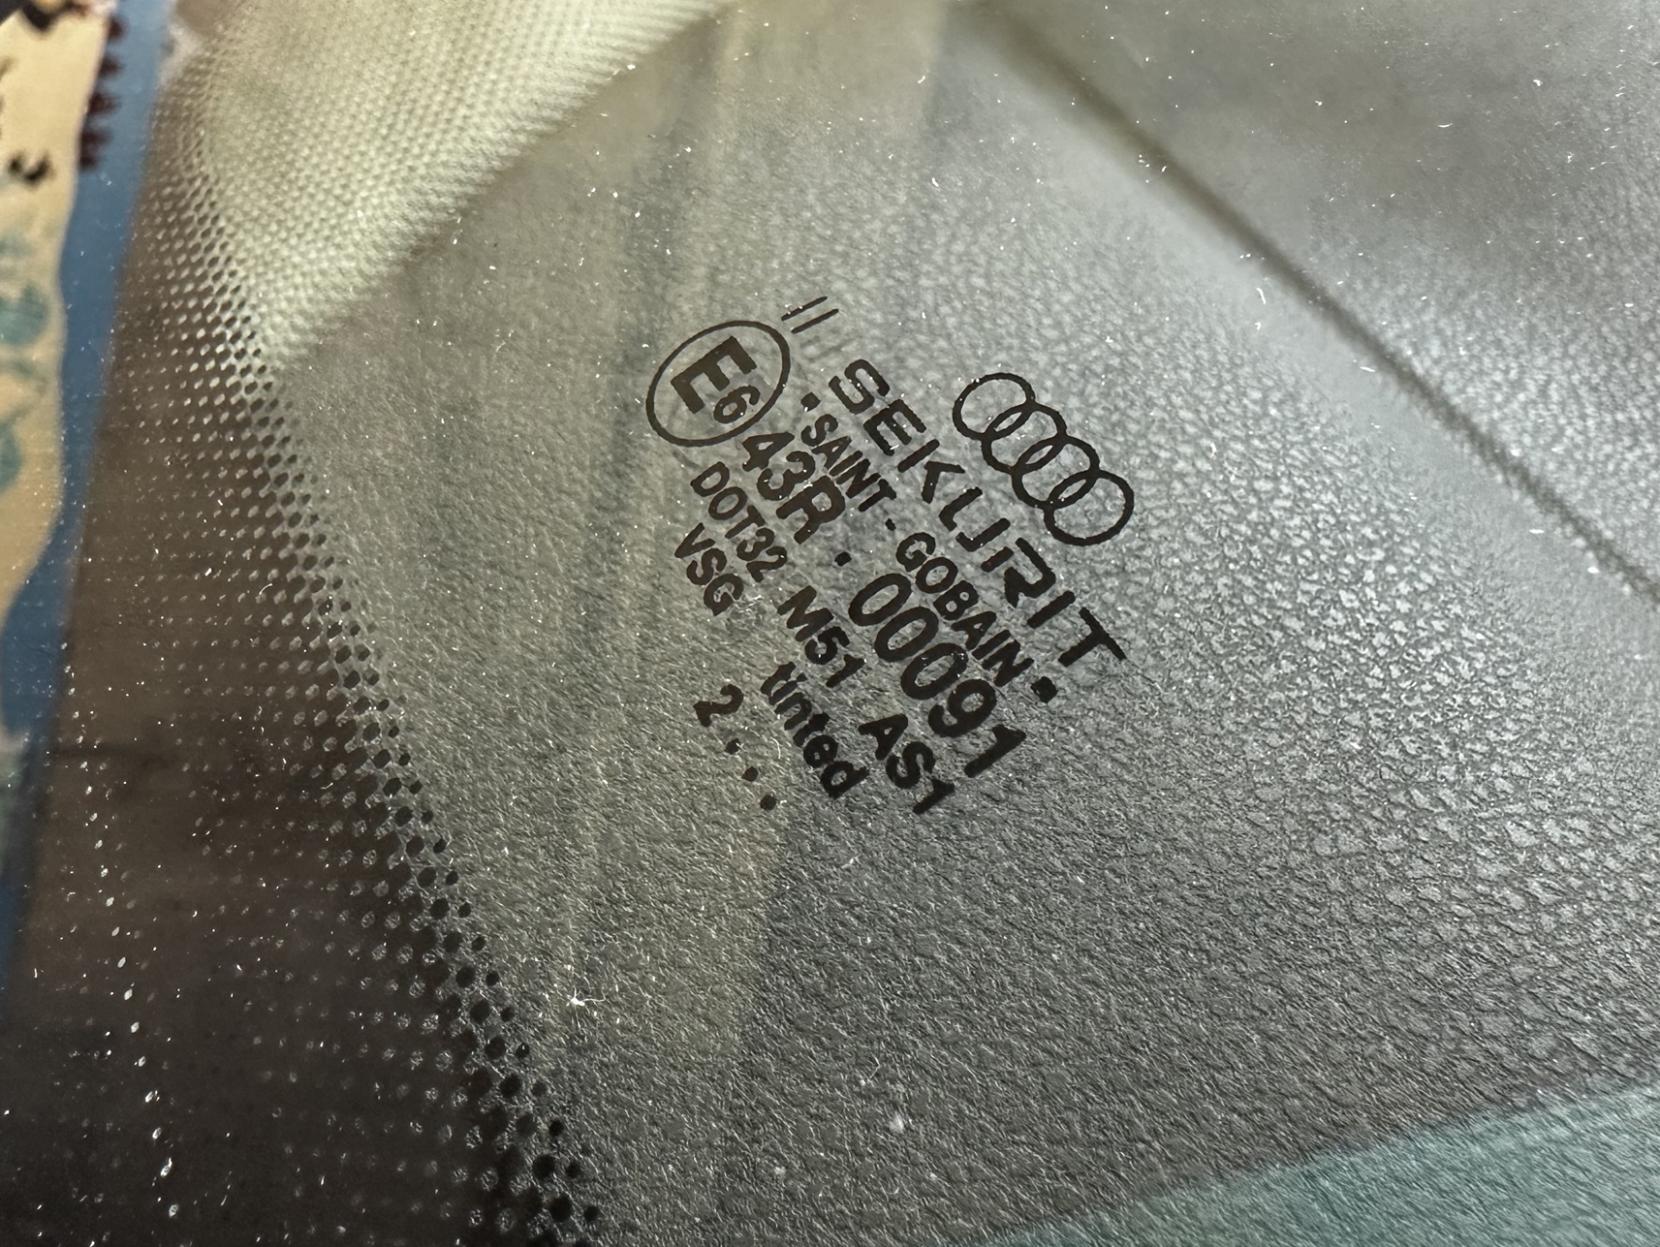 SEKURIT
"SAINT-GOBAIN"
E6 43R·00091
DOT32 M51 AS1
VSG tinted
2...